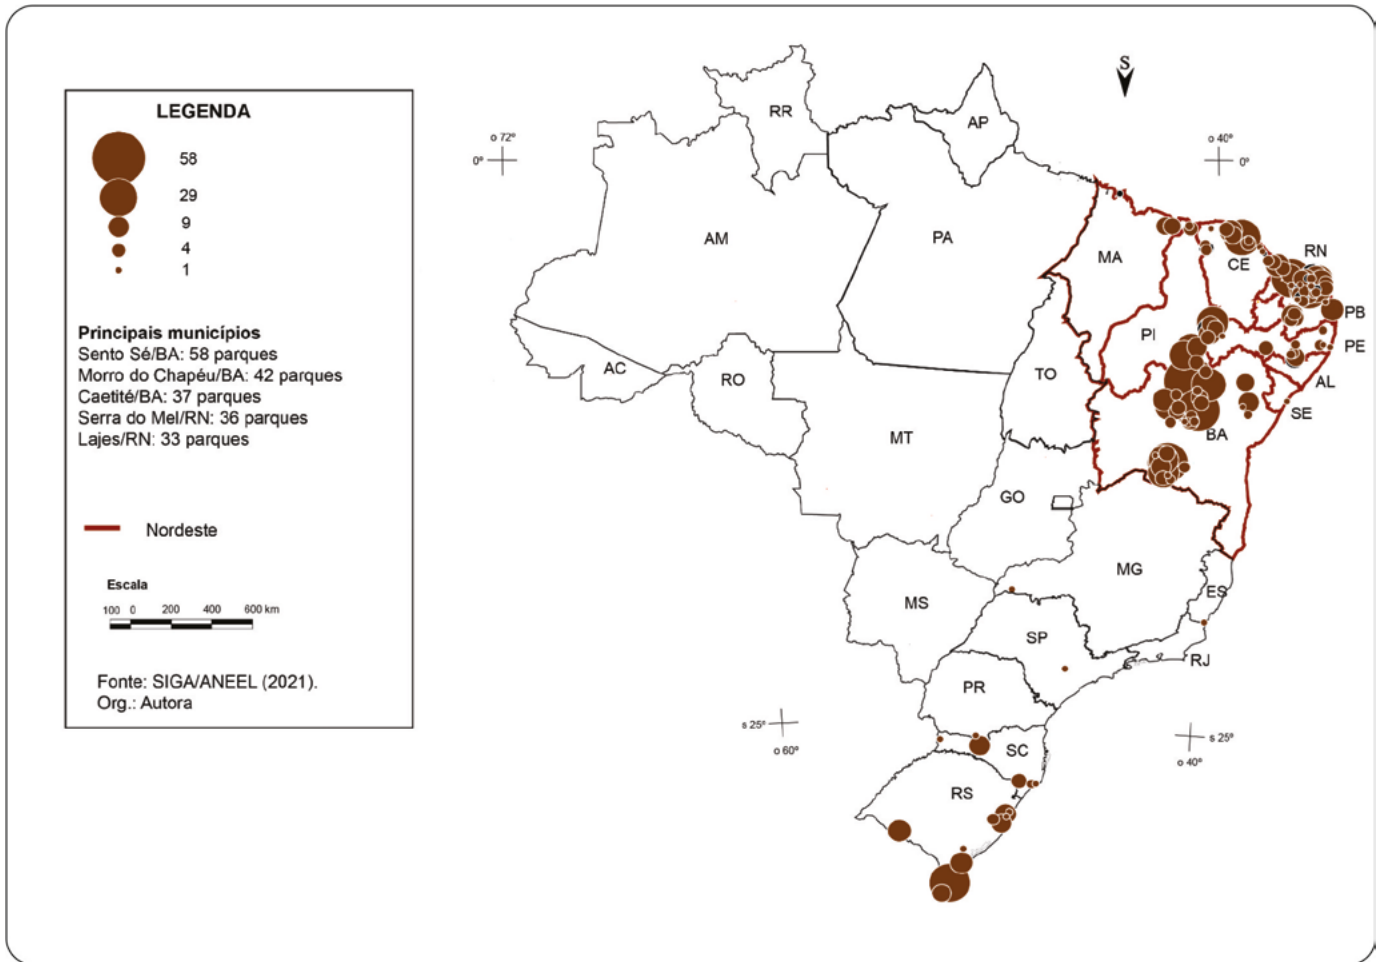 LEGENDA
58
29
9
4
1
Principais municípios
Sento Sé/BA: 58 parques
Morro do Chapéu/BA: 42 parques
Caetité/BA: 37 parques
Serra do Mel/RN: 36 parques
Lajes/RN: 33 parques
Nordeste
Escala
100 0 200 400 600 km
Fonte: SIGA/ANEEL (2021).
Org.: Autora
S
o 72º
0º
o 40º
0º
RR
AP
AM
PA
MA
CE
RN
PB
PI
PE
AL
SE
AC
RO
TO
BA
MT
GO
MG
ES
MS
SP
RJ
PR
SC
RS
s 25º
o 60º
s 25º
o 40º